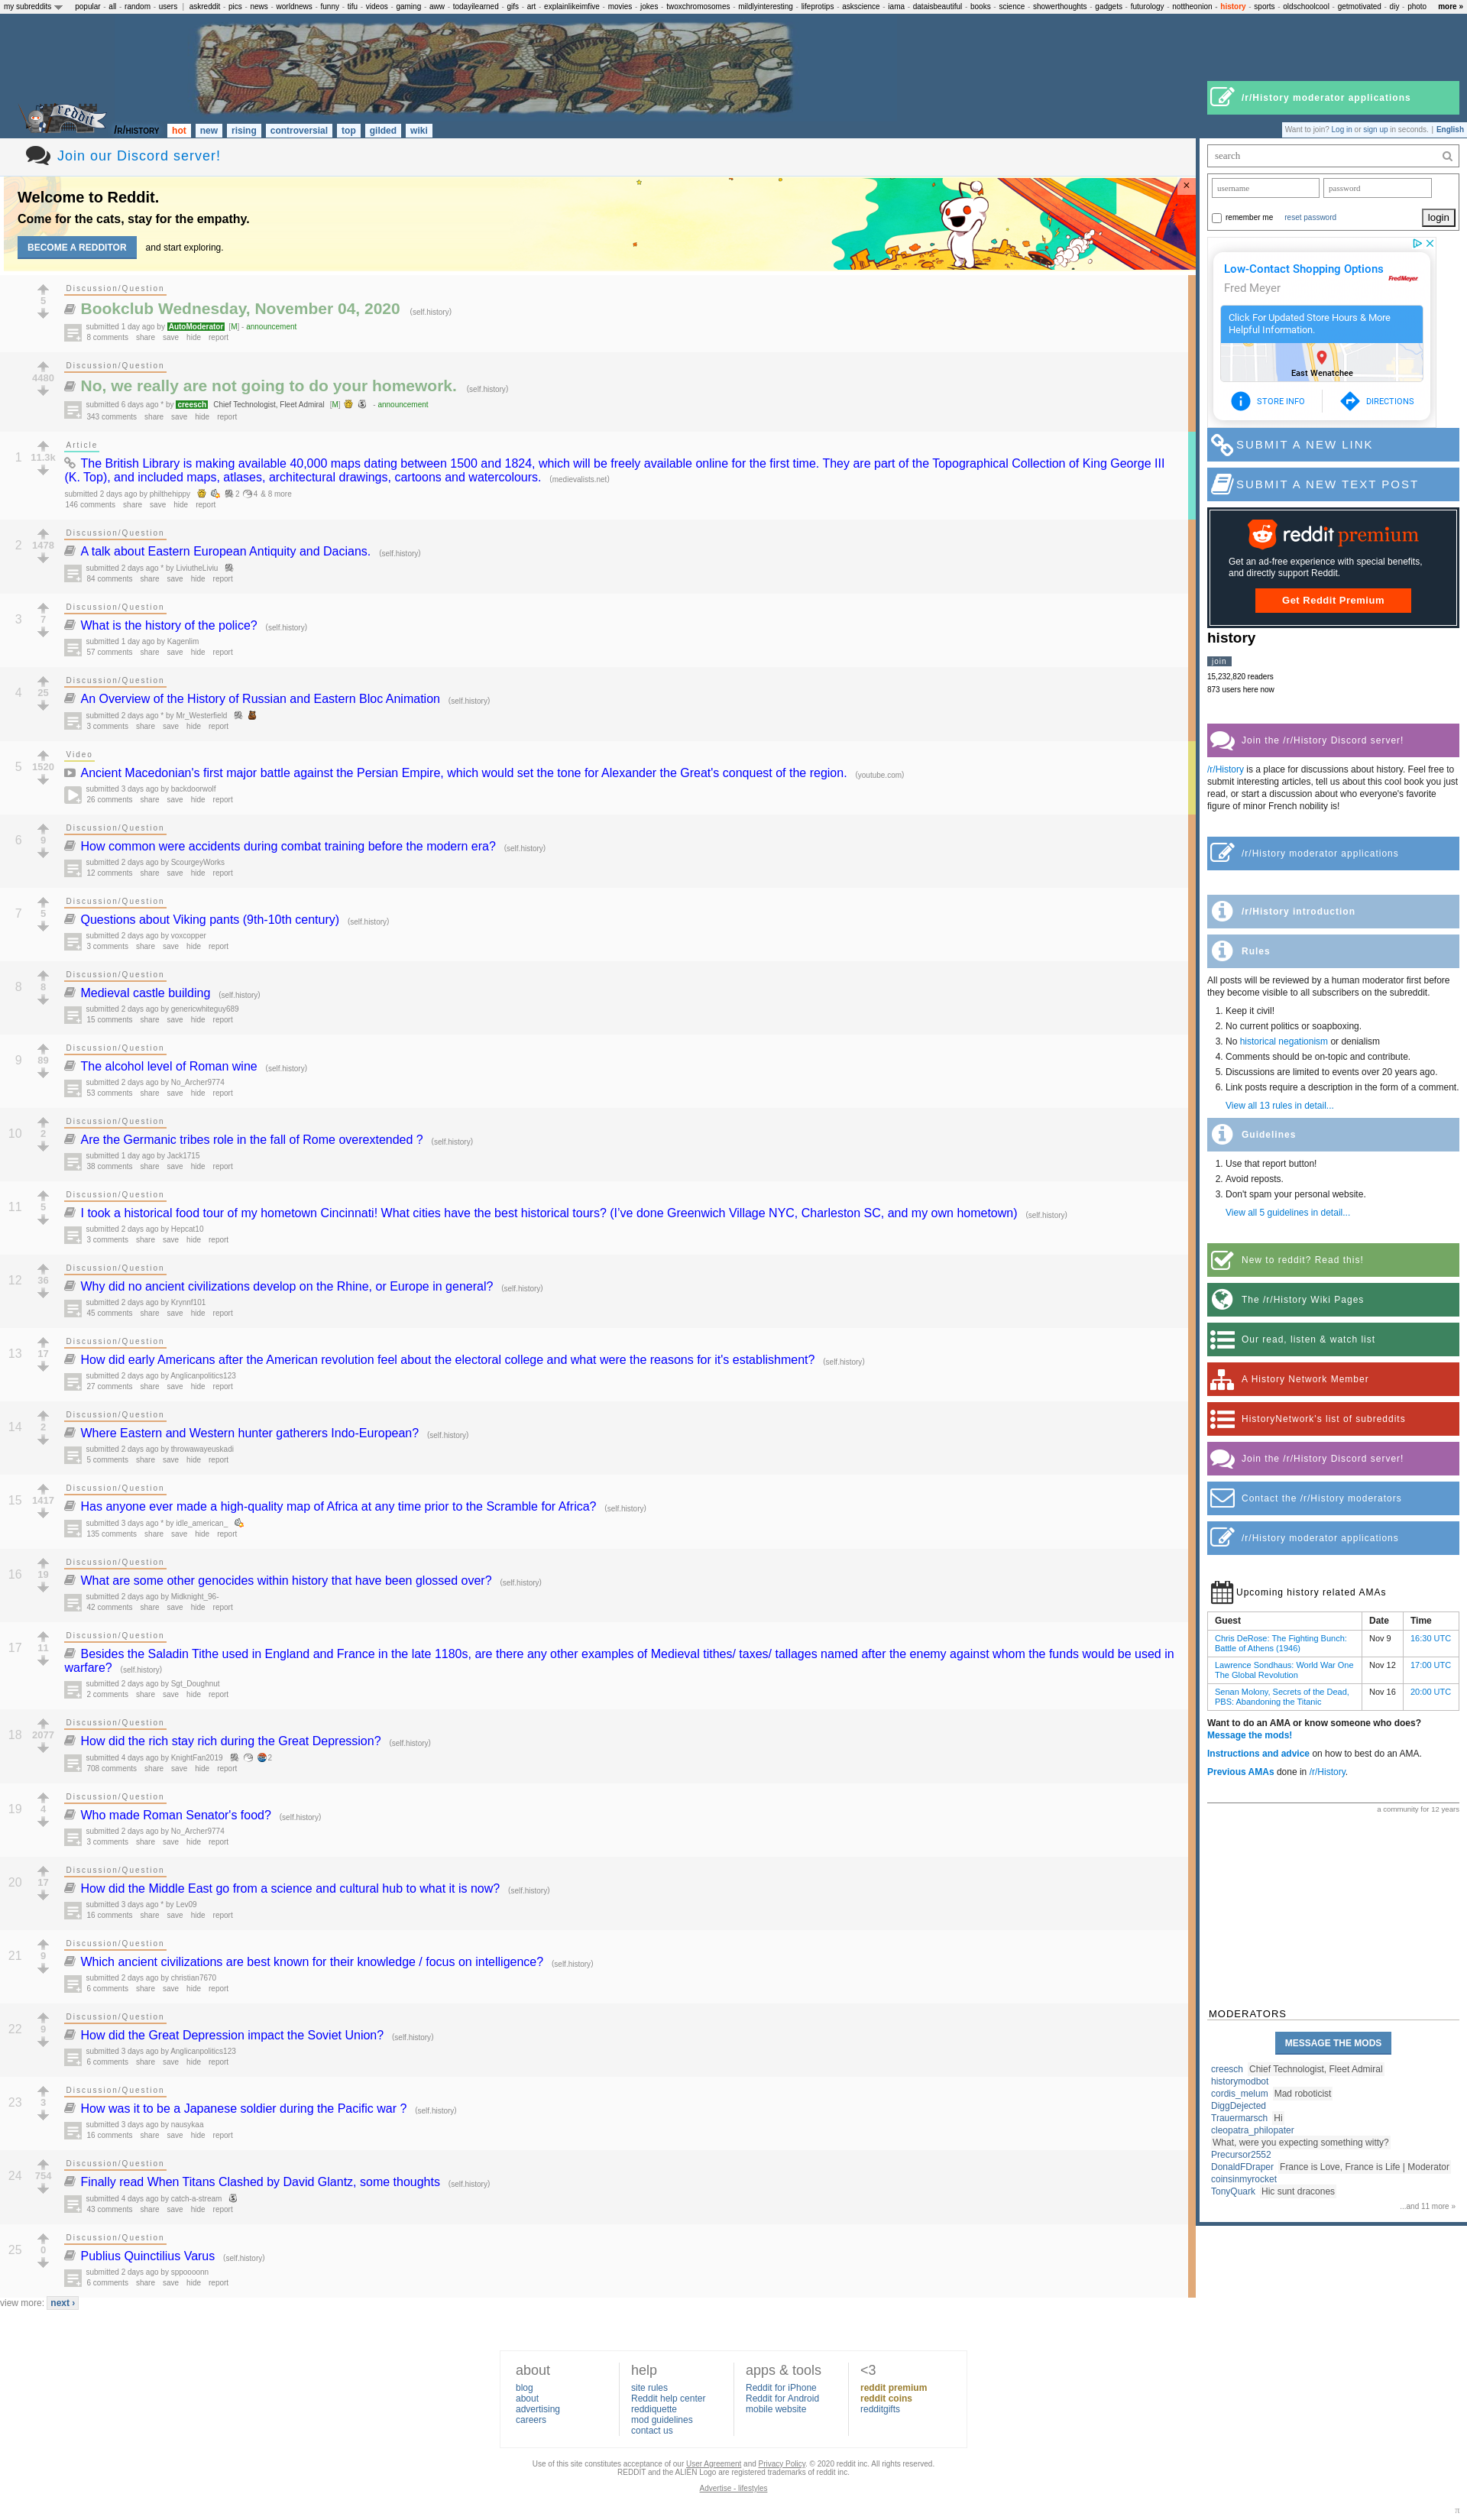 my subreddits popular - all - random - users | askreddit - pics - news - worldnews - funny - tifu - videos - gaming - aww - todayilearned - gifs - art - explainlikeimfive - movies - jokes - twoxchromosomes - mildlyinteresting - lifeprotips - askscience - iama - dataisbeautiful - books - science - showerthoughts - gadgets - futurology - nottheonion - history - sports - oldschoolcool - getmotivated - diy - photo more »
/r/History moderator applications
reddit /r/HISTORY hot new rising controversial top gilded wiki
Want to join? Log in or sign up in seconds. | English
Join our Discord server!
Welcome to Reddit.
Come for the cats, stay for the empathy.
BECOME A REDDITOR and start exploring.
Discussion/Question
5
Bookclub Wednesday, November 04, 2020 (self.history)
submitted 1 day ago by AutoModerator [M] - announcement
8 comments share save hide report
Discussion/Question
4480
No, we really are not going to do your homework. (self.history)
submitted 6 days ago * by creesch Chief Technologist, Fleet Admiral [M] - announcement
343 comments share save hide report
Article
1 11.3k
The British Library is making available 40,000 maps dating between 1500 and 1824, which will be freely available online for the first time. They are part of the Topographical Collection of King George III
(K. Top), and included maps, atlases, architectural drawings, cartoons and watercolours. (medievalists.net)
submitted 2 days ago by philthehippy 2 4 & 8 more
146 comments share save hide report
Discussion/Question
2 1478
A talk about Eastern European Antiquity and Dacians. (self.history)
submitted 2 days ago * by LiviutheLiviu
84 comments share save hide report
Discussion/Question
3 7
What is the history of the police? (self.history)
submitted 1 day ago by Kagenlim
57 comments share save hide report
Discussion/Question
4 25
An Overview of the History of Russian and Eastern Bloc Animation (self.history)
submitted 2 days ago * by Mr_Westerfield
3 comments share save hide report
Video
5 1520
Ancient Macedonian's first major battle against the Persian Empire, which would set the tone for Alexander the Great's conquest of the region. (youtube.com)
submitted 3 days ago by backdoorwolf
26 comments share save hide report
Discussion/Question
6 9
How common were accidents during combat training before the modern era? (self.history)
submitted 2 days ago by ScourgeyWorks
12 comments share save hide report
Discussion/Question
7 5
Questions about Viking pants (9th-10th century) (self.history)
submitted 2 days ago by voxcopper
3 comments share save hide report
Discussion/Question
8 8
Medieval castle building (self.history)
submitted 2 days ago by genericwhiteguy689
15 comments share save hide report
Discussion/Question
9 89
The alcohol level of Roman wine (self.history)
submitted 2 days ago by No_Archer9774
53 comments share save hide report
Discussion/Question
10 2
Are the Germanic tribes role in the fall of Rome overextended ? (self.history)
submitted 1 day ago by Jack1715
38 comments share save hide report
Discussion/Question
11 5
I took a historical food tour of my hometown Cincinnati! What cities have the best historical tours? (I've done Greenwich Village NYC, Charleston SC, and my own hometown) (self.history)
submitted 2 days ago by Hepcat10
3 comments share save hide report
Discussion/Question
12 36
Why did no ancient civilizations develop on the Rhine, or Europe in general? (self.history)
submitted 2 days ago by Krynnf101
45 comments share save hide report
Discussion/Question
13 17
How did early Americans after the American revolution feel about the electoral college and what were the reasons for it's establishment? (self.history)
submitted 2 days ago by Anglicanpolitics123
27 comments share save hide report
Discussion/Question
14 2
Where Eastern and Western hunter gatherers Indo-European? (self.history)
submitted 2 days ago by throwawayeuskadi
5 comments share save hide report
Discussion/Question
15 1417
Has anyone ever made a high-quality map of Africa at any time prior to the Scramble for Africa? (self.history)
submitted 3 days ago * by idle_american_
135 comments share save hide report
Discussion/Question
16 19
What are some other genocides within history that have been glossed over? (self.history)
submitted 2 days ago by Midknight_96-
42 comments share save hide report
Discussion/Question
17 11
Besides the Saladin Tithe used in England and France in the late 1180s, are there any other examples of Medieval tithes/ taxes/ tallages named after the enemy against whom the funds would be used in
warfare? (self.history)
submitted 2 days ago by Sgt_Doughnut
2 comments share save hide report
Discussion/Question
18 2077
How did the rich stay rich during the Great Depression? (self.history)
submitted 4 days ago by KnightFan2019 2
708 comments share save hide report
Discussion/Question
19 4
Who made Roman Senator's food? (self.history)
submitted 2 days ago by No_Archer9774
3 comments share save hide report
Discussion/Question
20 17
How did the Middle East go from a science and cultural hub to what it is now? (self.history)
submitted 3 days ago * by Lev09
16 comments share save hide report
Discussion/Question
21 9
Which ancient civilizations are best known for their knowledge / focus on intelligence? (self.history)
submitted 2 days ago by christian7670
6 comments share save hide report
Discussion/Question
22 9
How did the Great Depression impact the Soviet Union? (self.history)
submitted 3 days ago by Anglicanpolitics123
6 comments share save hide report
Discussion/Question
23 3
How was it to be a Japanese soldier during the Pacific war ? (self.history)
submitted 3 days ago by nausykaa
16 comments share save hide report
Discussion/Question
24 754
Finally read When Titans Clashed by David Glantz, some thoughts (self.history)
submitted 4 days ago by catch-a-stream
43 comments share save hide report
Discussion/Question
25 0
Publius Quinctilius Varus (self.history)
submitted 2 days ago by sppoooonn
6 comments share save hide report
view more: next ›
search
username password
remember me reset password login
Low-Contact Shopping Options
Fred Meyer
Fred Meyer
Click For Updated Store Hours & More
Helpful Information.
East Wenatchee
STORE INFO DIRECTIONS
SUBMIT A NEW LINK
SUBMIT A NEW TEXT POST
reddit premium
Get an ad-free experience with special benefits,
and directly support Reddit.
Get Reddit Premium
history
join
15,232,820 readers
873 users here now
Join the /r/History Discord server!
/r/History is a place for discussions about history. Feel free to
submit interesting articles, tell us about this cool book you just
read, or start a discussion about who everyone's favorite
figure of minor French nobility is!
/r/History moderator applications
/r/History introduction
Rules
All posts will be reviewed by a human moderator first before
they become visible to all subscribers on the subreddit.
1. Keep it civil!
2. No current politics or soapboxing.
3. No historical negationism or denialism
4. Comments should be on-topic and contribute.
5. Discussions are limited to events over 20 years ago.
6. Link posts require a description in the form of a comment.
View all 13 rules in detail...
Guidelines
1. Use that report button!
2. Avoid reposts.
3. Don't spam your personal website.
View all 5 guidelines in detail...
New to reddit? Read this!
The /r/History Wiki Pages
Our read, listen & watch list
A History Network Member
HistoryNetwork's list of subreddits
Join the /r/History Discord server!
Contact the /r/History moderators
/r/History moderator applications
Upcoming history related AMAs
Guest Date Time
Chris DeRose: The Fighting Bunch: Nov 9 16:30 UTC
Battle of Athens (1946)
Lawrence Sondhaus: World War One Nov 12 17:00 UTC
The Global Revolution
Senan Molony, Secrets of the Dead, Nov 16 20:00 UTC
PBS: Abandoning the Titanic
Want to do an AMA or know someone who does?
Message the mods!
Instructions and advice on how to best do an AMA.
Previous AMAs done in /r/History.
a community for 12 years
MODERATORS
MESSAGE THE MODS
creesch Chief Technologist, Fleet Admiral
historymodbot
cordis_melum Mad roboticist
DiggDejected
Trauermarsch Hi
cleopatra_philopater
What, were you expecting something witty?
Precursor2552
DonaldFDraper France is Love, France is Life | Moderator
coinsinmyrocket
TonyQuark Hic sunt dracones
...and 11 more »
about help apps & tools <3
blog site rules Reddit for iPhone reddit premium
about Reddit help center Reddit for Android reddit coins
advertising reddiquette mobile website redditgifts
careers mod guidelines
contact us
Use of this site constitutes acceptance of our User Agreement and Privacy Policy. © 2020 reddit inc. All rights reserved.
REDDIT and the ALIEN Logo are registered trademarks of reddit inc.
Advertise - lifestyles
π